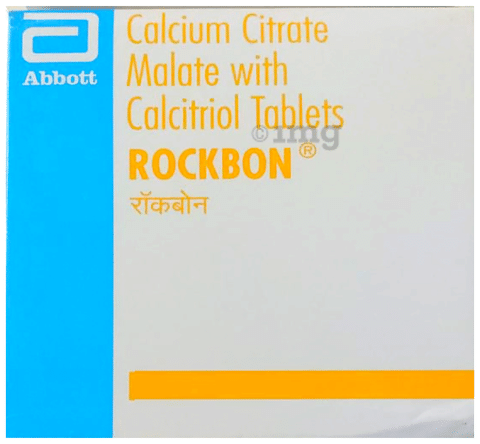 Abbott
Calcium Citrate
Malate with
Calcitriol Tablets
© 1mg
ROCKBON ®
रॉकबोन